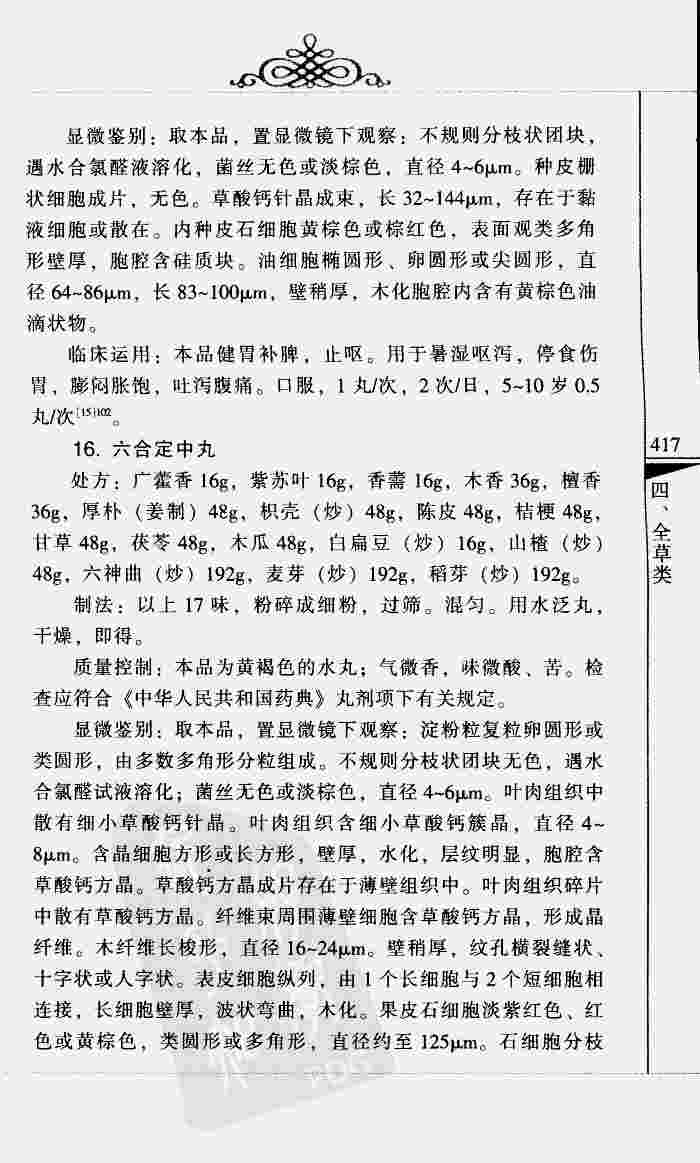 显微鉴别：取本品，置显微镜下观察：不规则分枝状团块，
遇水合氯醛液溶化，菌丝无色或淡棕色，直径 4~6μm。种皮栅
状细胞成片，无色。草酸钙针晶成束，长 32~144μm，存在于黏
液细胞或散在。内种皮石细胞黄棕色或棕红色，表面观类多角
形壁厚，胞腔含硅质块。油细胞椭圆形、卵圆形或尖圆形，直
径 64~86μm，长 83~100μm，壁稍厚，木化胞腔内含有黄棕色油
滴状物。
临床运用：本品健胃补脾，止呕。用于暑湿呕泻，停食伤
胃，膨闷胀饱，吐泻腹痛。口服，1 丸/次，2 次/日，5~10 岁 0.5
丸/次[15]102。
16. 六合定中丸
处方：广藿香 16g，紫苏叶 16g，香薷 16g，木香 36g，檀香
36g，厚朴（姜制）48g，枳壳（炒）48g，陈皮 48g，桔梗 48g，
甘草 48g，茯苓 48g，木瓜 48g，白扁豆（炒）16g，山楂（炒）
48g，六神曲（炒）192g，麦芽（炒）192g，稻芽（炒）192g。
制法：以上 17 味，粉碎成细粉，过筛。混匀。用水泛丸，
干燥，即得。
质量控制：本品为黄褐色的水丸；气微香，味微酸、苦。检
查应符合《中华人民共和国药典》丸剂项下有关规定。
显微鉴别：取本品，置显微镜下观察：淀粉粒复粒卵圆形或
类圆形，由多数多角形分粒组成。不规则分枝状团块无色，遇水
合氯醛试液溶化；菌丝无色或淡棕色，直径 4~6μm。叶肉组织中
散有细小草酸钙针晶。叶肉组织含细小草酸钙簇晶，直径 4~
8μm。含晶细胞方形或长方形，壁厚，水化，层纹明显，胞腔含
草酸钙方晶。草酸钙方晶成片存在于薄壁组织中。叶肉组织碎片
中散有草酸钙方晶。纤维束周围薄壁细胞含草酸钙方晶，形成晶
纤维。木纤维长梭形，直径 16~24μm。壁稍厚，纹孔横裂缝状、
十字状或人字状。表皮细胞纵列，由 1 个长细胞与 2 个短细胞相
连接，长细胞壁厚，波状弯曲，木化。果皮石细胞淡紫红色、红
色或黄棕色，类圆形或多角形，直径约至 125μm。石细胞分枝
417
四、全草类